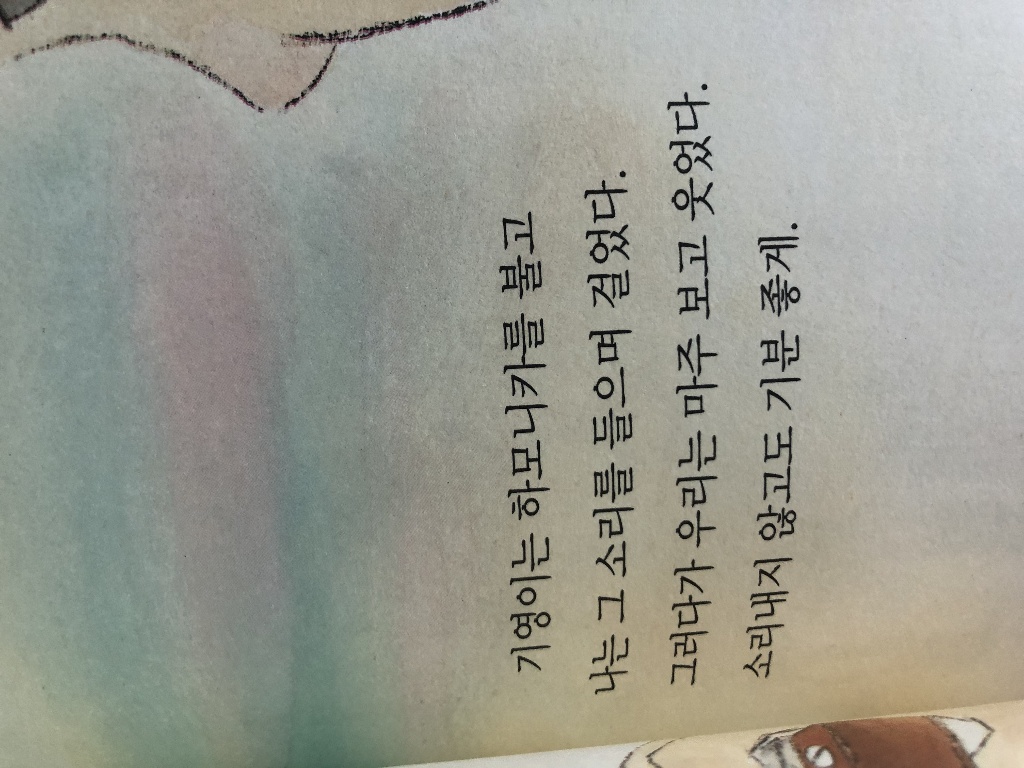 기영이는 하모니카를 불고
나는 그 소리를 들으며 걸었다.
그러다가 우리는 마주 보고 웃었다.
소리내지 않고도 기분 좋게.